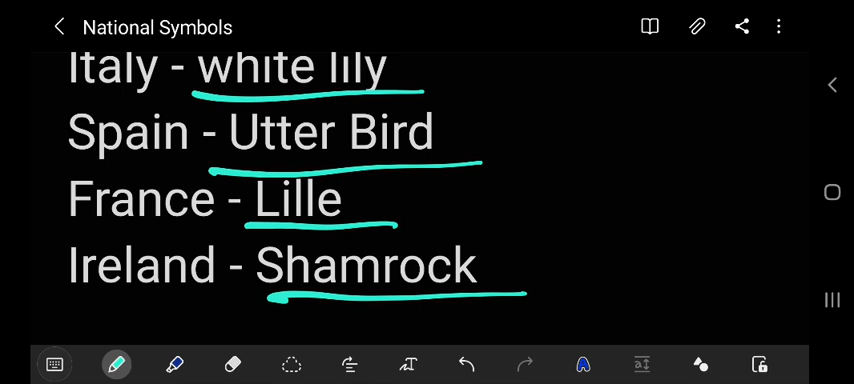 National Symbols
Italy - white lily
Spain - Utter Bird
France - Lille
Ireland - Shamrock